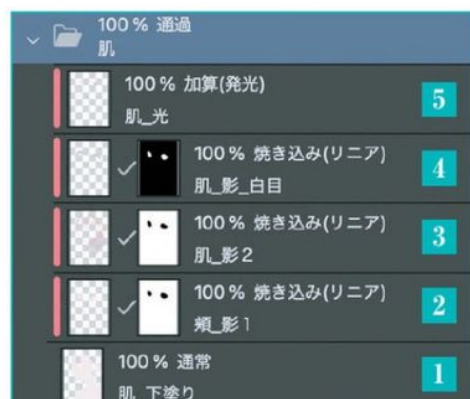 100 % 通過
肌
100 % 加算(発光)
肌_光
5
100 % 焼き込み(リニア)
肌_影_白目
4
100 % 焼き込み(リニア)
肌_影2
3
100 % 焼き込み(リニア)
頬_影1
2
100 % 通常
肌_下塗り
1